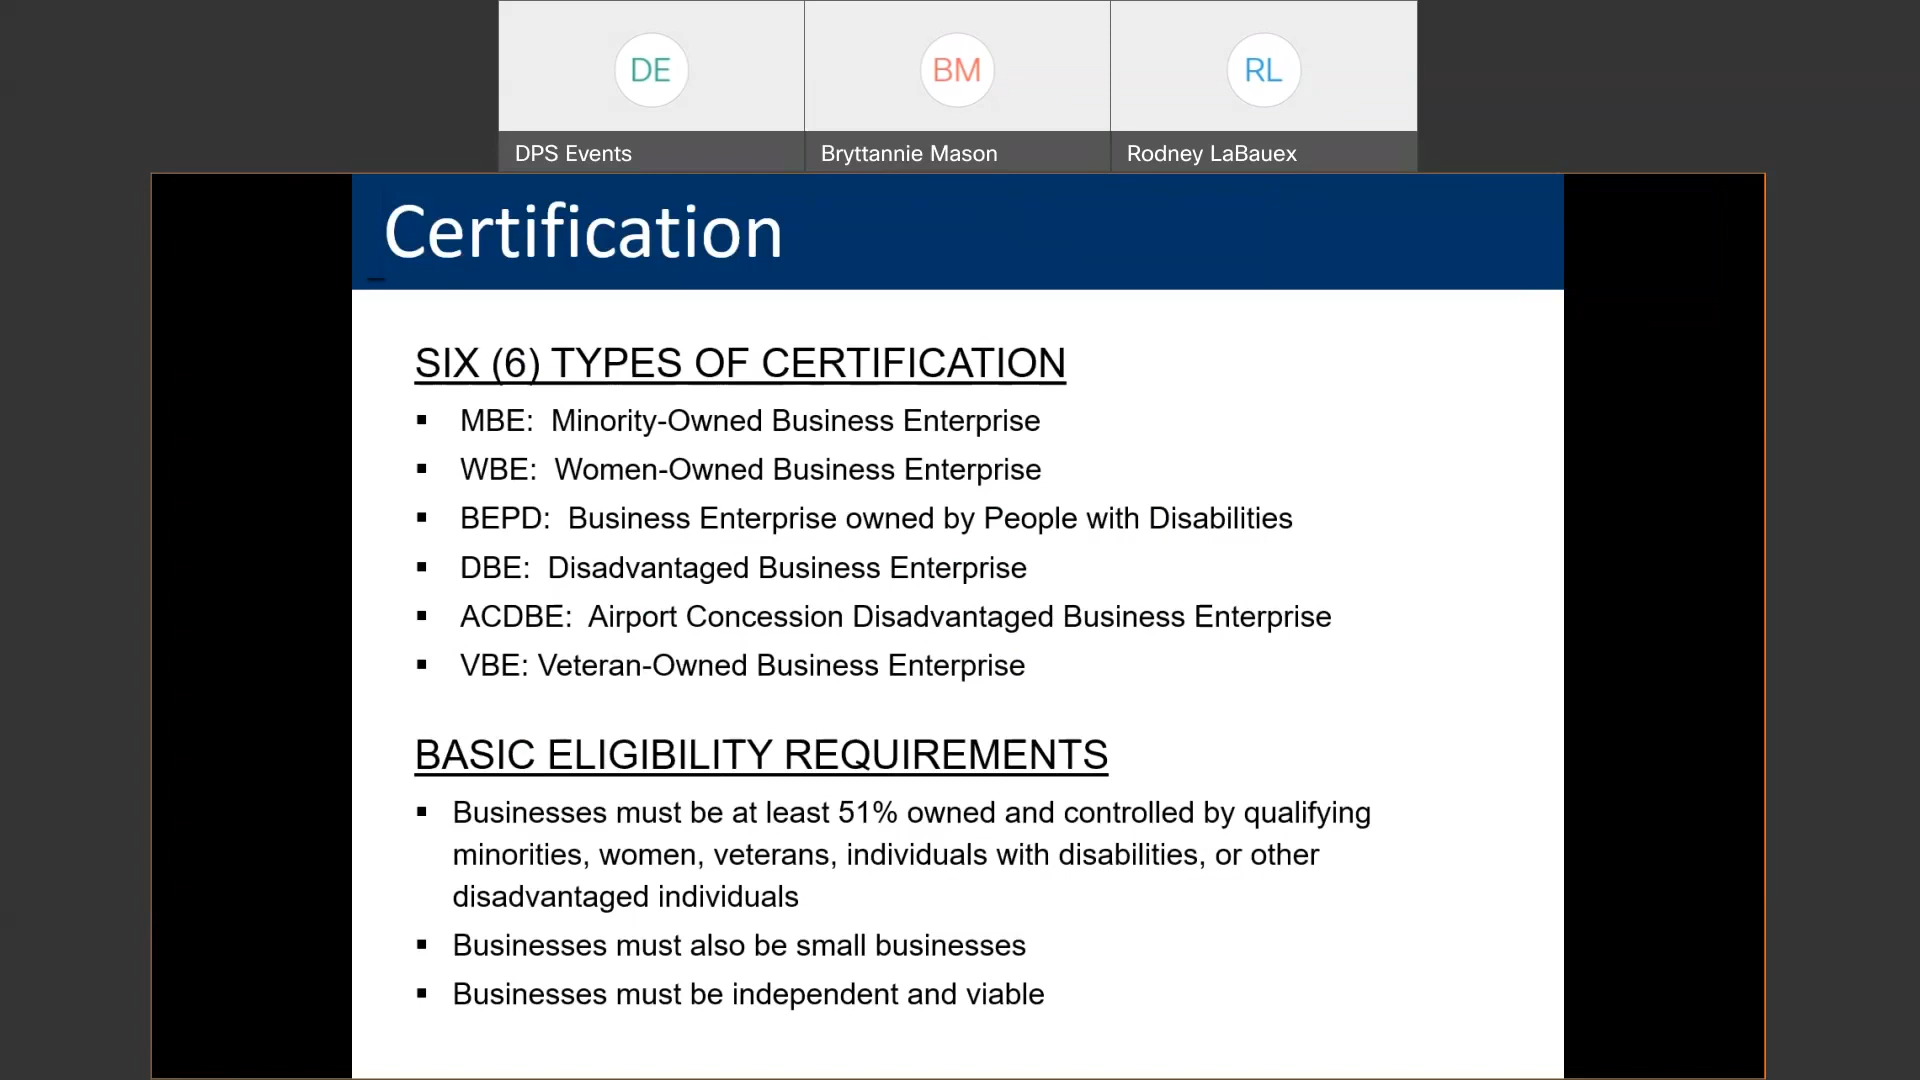 DE
BM
RL
DPS Events
Bryttannie Mason
Rodney LaBauex
Certification
SIX (6) TYPES OF CERTIFICATION
▪ MBE: Minority-Owned Business Enterprise
▪ WBE: Women-Owned Business Enterprise
▪ BEPD: Business Enterprise owned by People with Disabilities
▪ DBE: Disadvantaged Business Enterprise
▪ ACDBE: Airport Concession Disadvantaged Business Enterprise
▪ VBE: Veteran-Owned Business Enterprise
BASIC ELIGIBILITY REQUIREMENTS
▪ Businesses must be at least 51% owned and controlled by qualifying
minorities, women, veterans, individuals with disabilities, or other
disadvantaged individuals
▪ Businesses must also be small businesses
▪ Businesses must be independent and viable